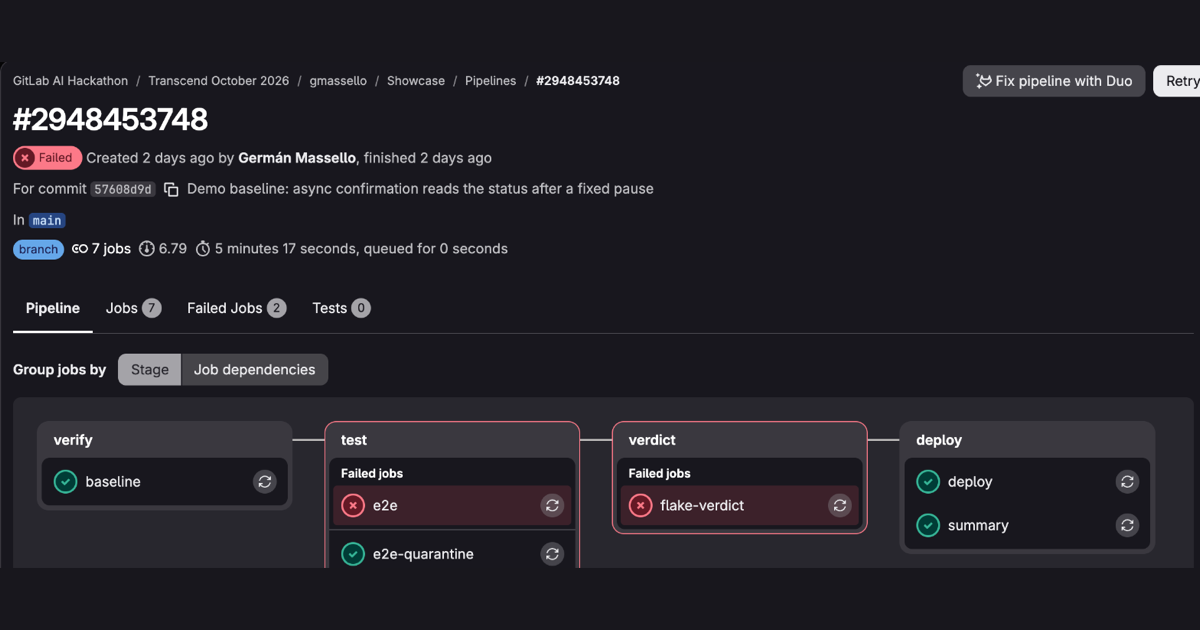 GitLab AI Hackathon / Transcend October 2026 / gmassello / Showcase / Pipelines / #2948453748
Fix pipeline with Duo
Retry
#2948453748
Failed Created 2 days ago by Germán Massello, finished 2 days ago
For commit 57608d9d Demo baseline: async confirmation reads the status after a fixed pause
In main
branch 7 jobs 6.79 5 minutes 17 seconds, queued for 0 seconds
Pipeline Jobs 7 Failed Jobs 2 Tests 0
Group jobs by Stage Job dependencies
verify
baseline
test
Failed jobs
e2e
e2e-quarantine
verdict
Failed jobs
flake-verdict
deploy
deploy
summary